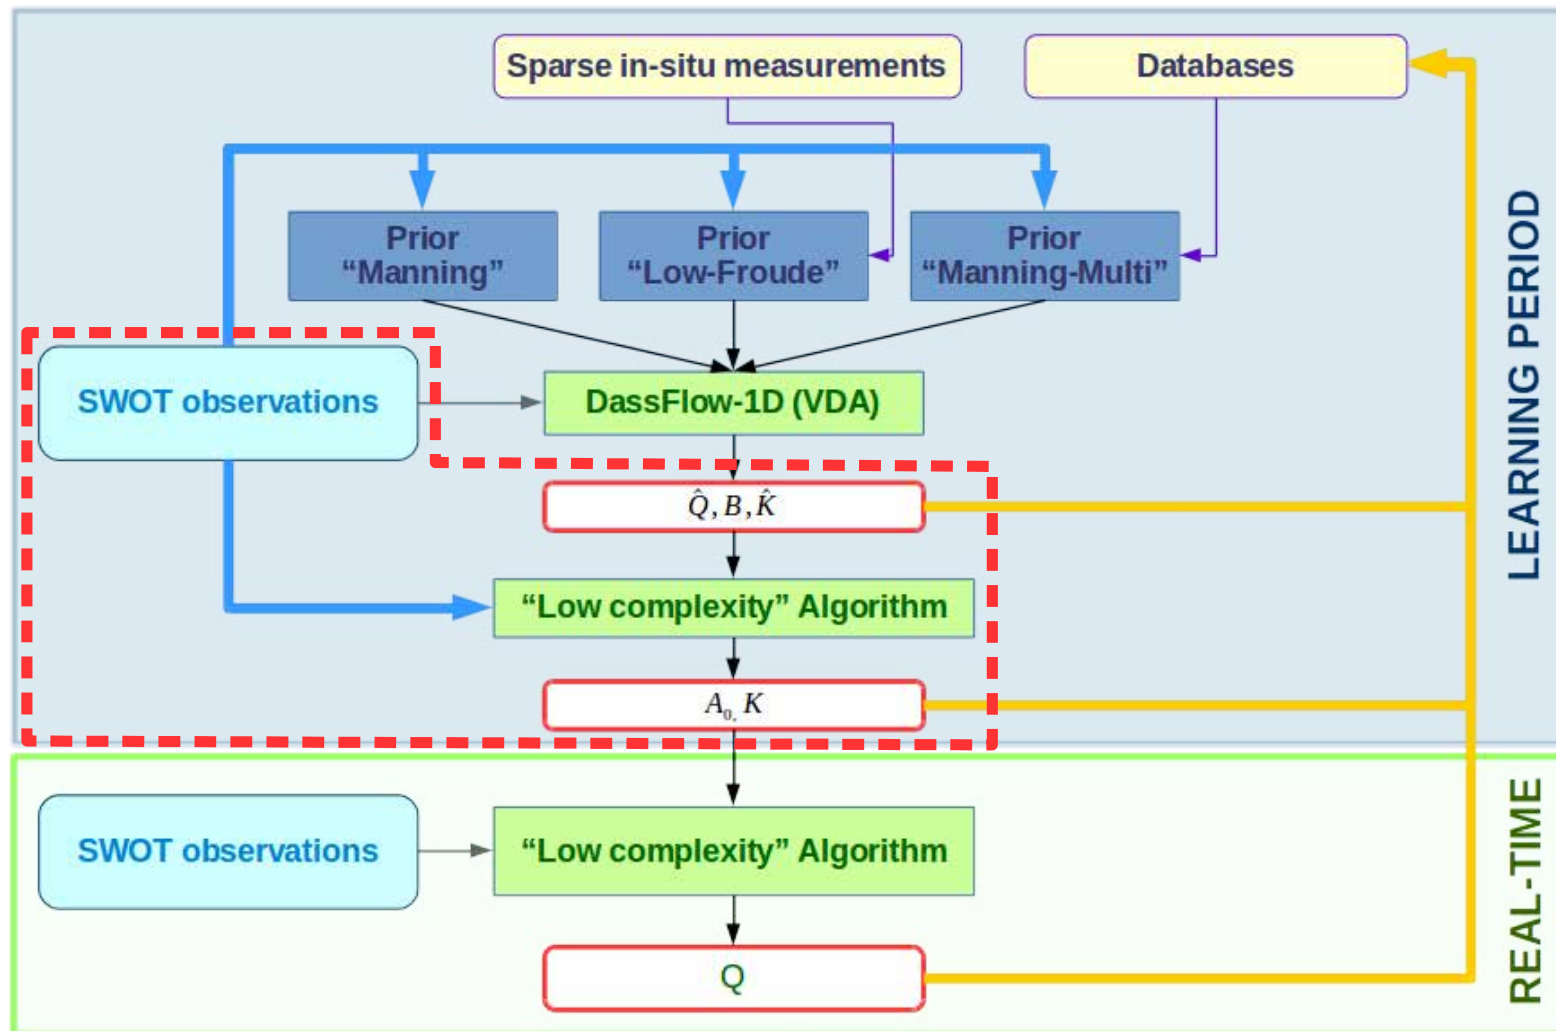 Sparse in-situ measurements
Databases
Prior
“Manning”
Prior
“Low-Froude”
Prior
“Manning-Multi”
SWOT observations
DassFlow-1D (VDA)
Q̂, B, K̂
“Low complexity” Algorithm
A₀, K
LEARNING PERIOD
SWOT observations
“Low complexity” Algorithm
Q
REAL-TIME